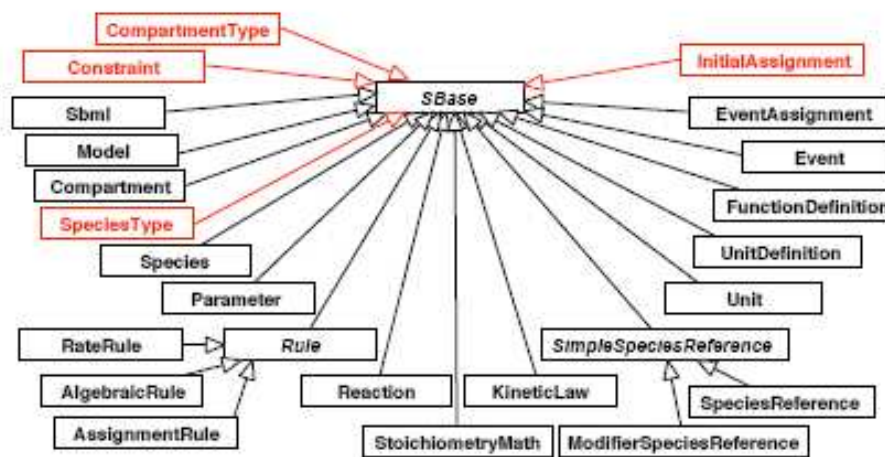 CompartmentType
Constraint
InitialAssignment
SBase
Sbml
EventAssignment
Model
Event
Compartment
FunctionDefinition
SpeciesType
Species
UnitDefinition
Parameter
Unit
RateRule
Rule
SimpleSpeciesReference
AlgebraicRule
Reaction
KineticLaw
SpeciesReference
AssignmentRule
StoichiometryMath
ModifierSpeciesReference